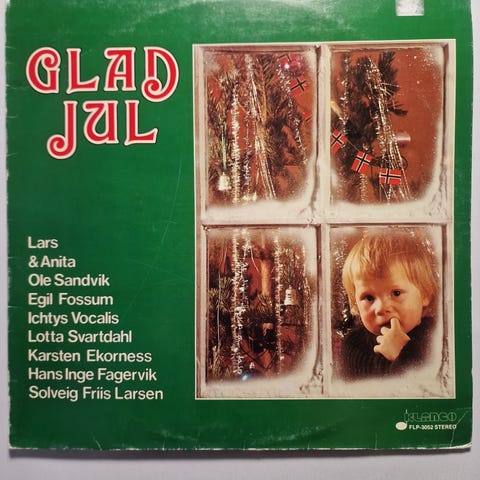 GLAD
JUL
Lars
& Anita
Ole Sandvik
Egil Fossum
Ichtys Vocalis
Lotta Svartdahl
Karsten Ekorness
Hans Inge Fagervik
Solveig Friis Larsen
KLANGO
FLP-3052 STEREO